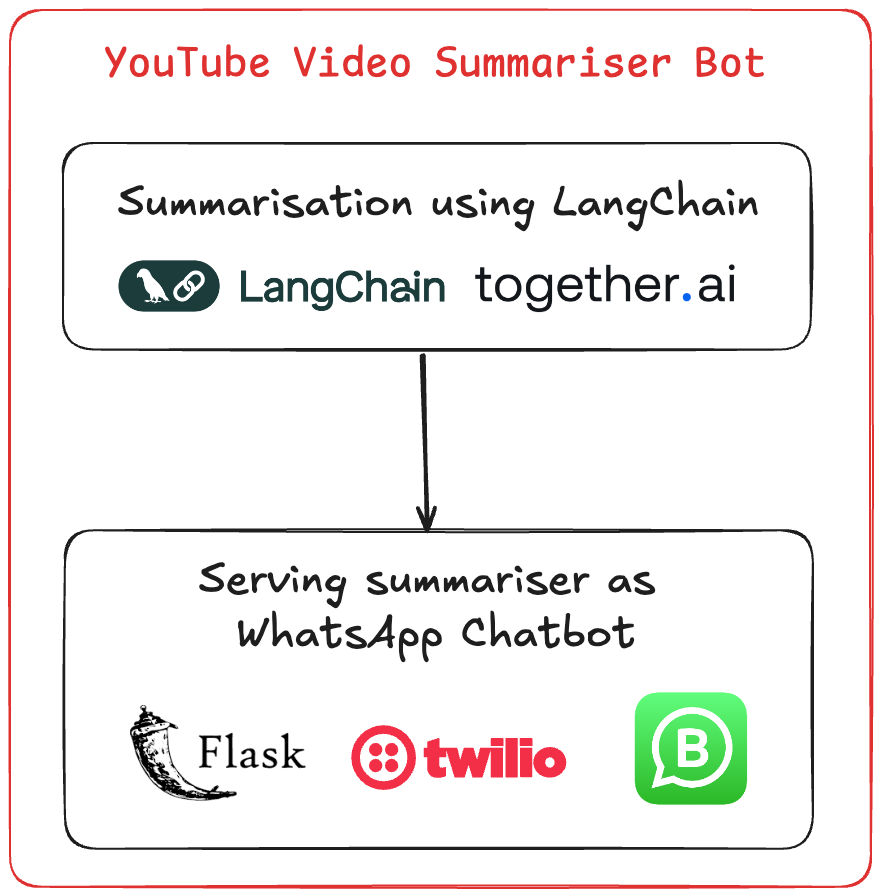 YouTube Video Summariser Bot
Summarisation using LangChain
LangChain together.ai
Serving summariser as
WhatsApp Chatbot
Flask twilio B